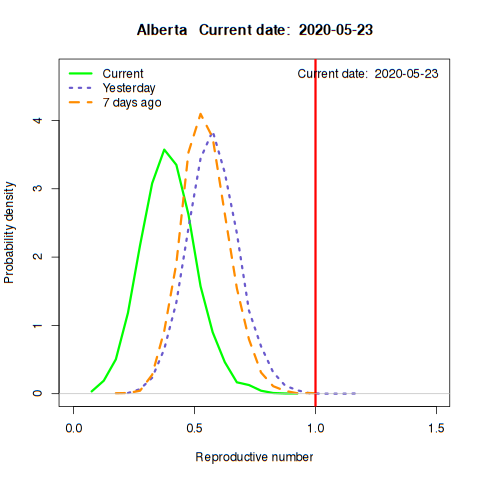 Alberta Current date: 2020-05-23
Current
Current date: 2020-05-23
Yesterday
7 days ago
Probability density
4
3
2
1
0
0.0 0.5 1.0 1.5
Reproductive number